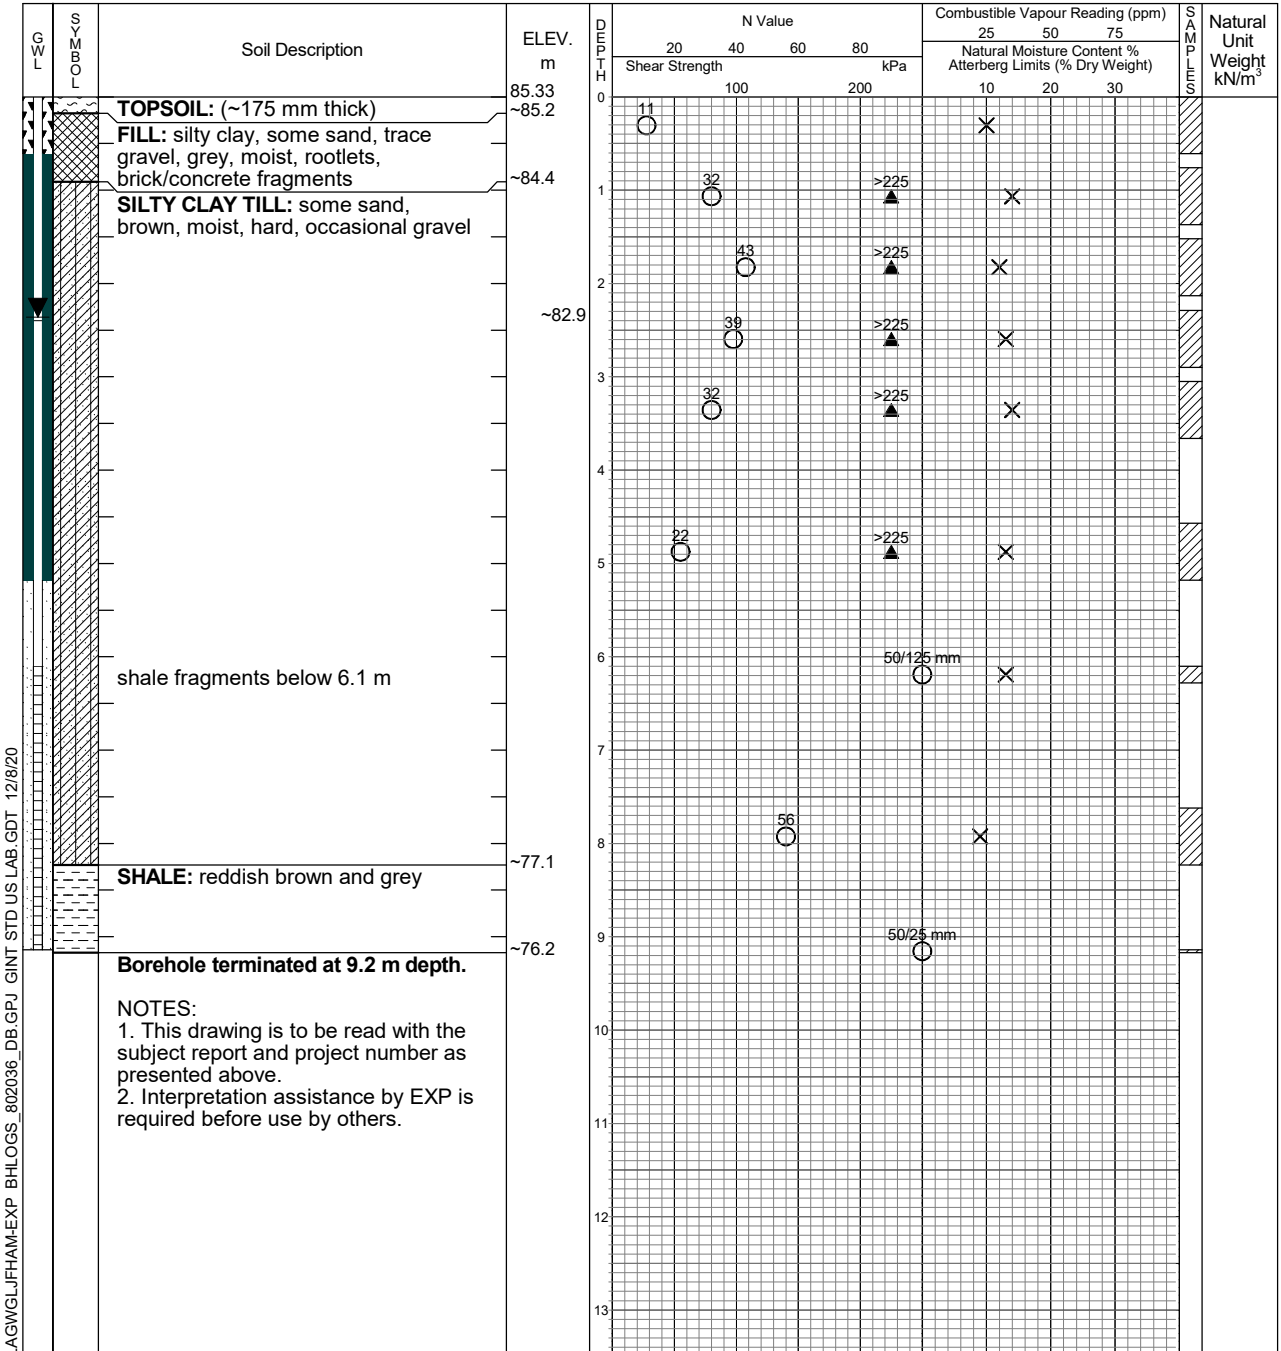 GWL
SYMBOL
Soil Description
ELEV.
m
DEPTH
N Value
20 40 60 80
Shear Strength kPa
100 200
Combustible Vapour Reading (ppm)
25 50 75
Natural Moisture Content %
Atterberg Limits (% Dry Weight)
10 20 30
SAMPLES
Natural
Unit
Weight
kN/m³
85.33
0
TOPSOIL: (~175 mm thick)
~85.2
11
FILL: silty clay, some sand, trace
gravel, grey, moist, rootlets,
brick/concrete fragments
~84.4
32
>225
1
SILTY CLAY TILL: some sand,
brown, moist, hard, occasional gravel
43
>225
2
~82.9
39
>225
3
32
>225
4
22
>225
5
50/125 mm
6
shale fragments below 6.1 m
7
56
8
~77.1
SHALE: reddish brown and grey
50/25 mm
9
~76.2
Borehole terminated at 9.2 m depth.
NOTES:
1. This drawing is to be read with the
subject report and project number as
presented above.
2. Interpretation assistance by EXP is
required before use by others.
10
11
12
13
AGWGLJFHAM-EXP BHLOGS_802036_DB.GPJ GINT STD US LAB.GDT 12/8/20